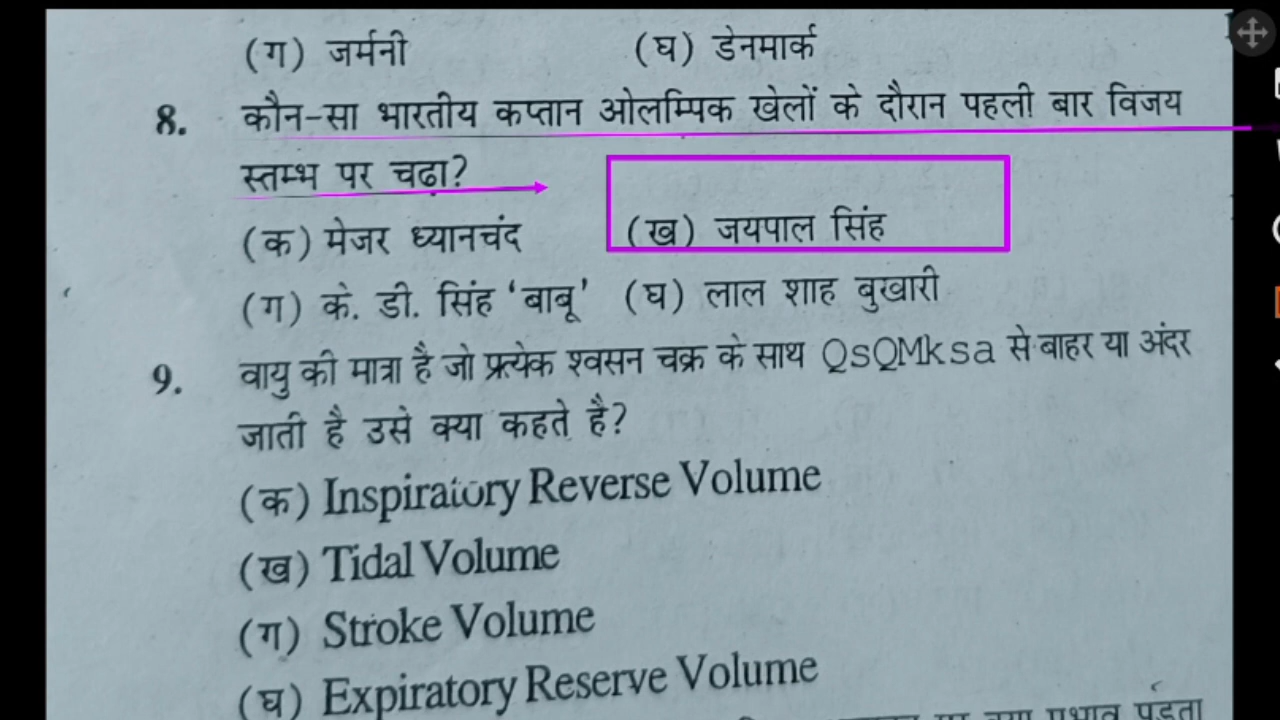 (ग) जर्मनी (घ) डेनमार्क
8. कौन-सा भारतीय कप्तान ओलम्पिक खेलों के दौरान पहली बार विजय
स्तम्भ पर चढ़ा?
(क) मेजर ध्यानचंद (ख) जयपाल सिंह
(ग) के. डी. सिंह 'बाबू' (घ) लाल शाह बुखारी
9. वायु की मात्रा है जो प्रत्येक श्वसन चक्र के साथ QsQMksa से बाहर या अंदर
जाती है उसे क्या कहते है?
(क) Inspiratory Reverse Volume
(ख) Tidal Volume
(ग) Stroke Volume
(घ) Expiratory Reserve Volume